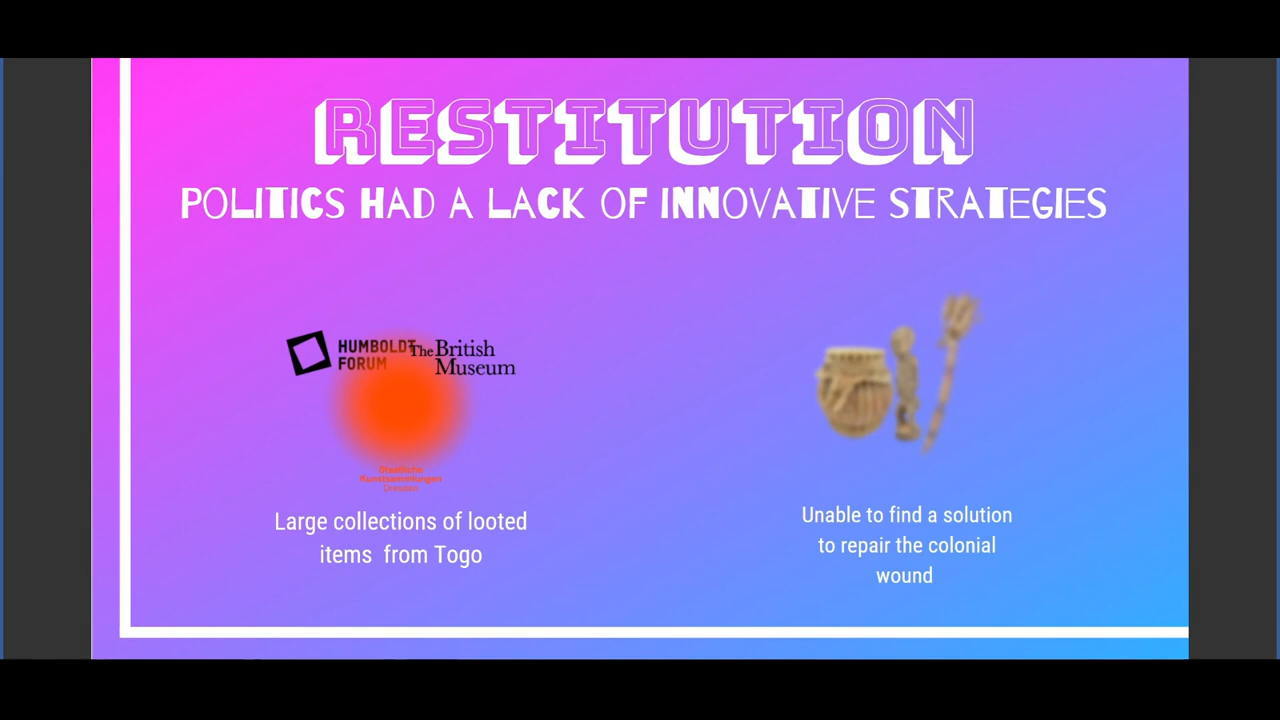 RESTITUTION
POLITICS HAD A LACK OF INNOVATIVE STRATEGIES
HUMBOLDT
FORUM
The British
Museum
Staatliche
Kunstsammlungen
Dresden
Large collections of looted
items from Togo
Unable to find a solution
to repair the colonial
wound